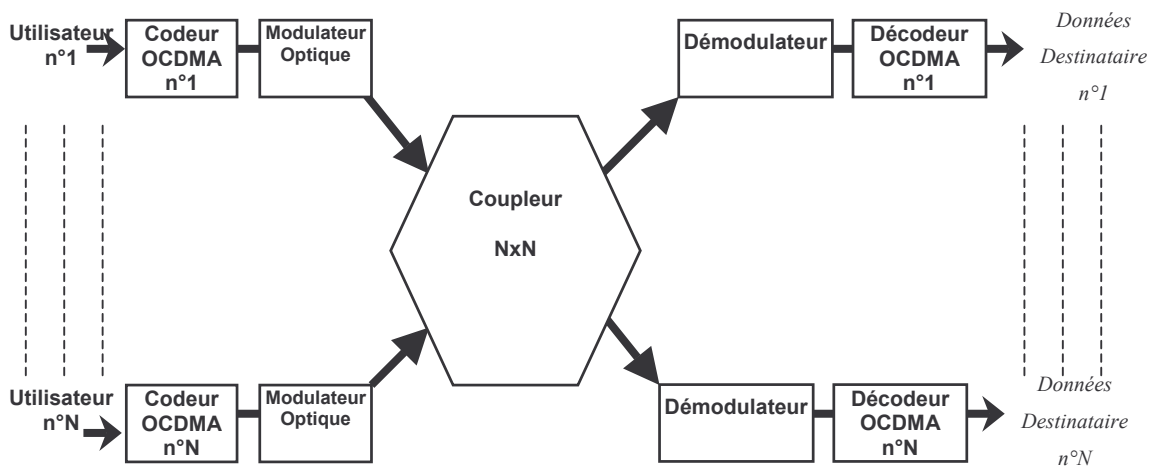 Utilisateur
n°1
Codeur
OCDMA
n°1
Modulateur
Optique
Démodulateur
Décodeur
OCDMA
n°1
Données
Destinataire
n°1
Coupleur
NxN
Utilisateur
n°N
Codeur
OCDMA
n°N
Modulateur
Optique
Démodulateur
Décodeur
OCDMA
n°N
Données
Destinataire
n°N